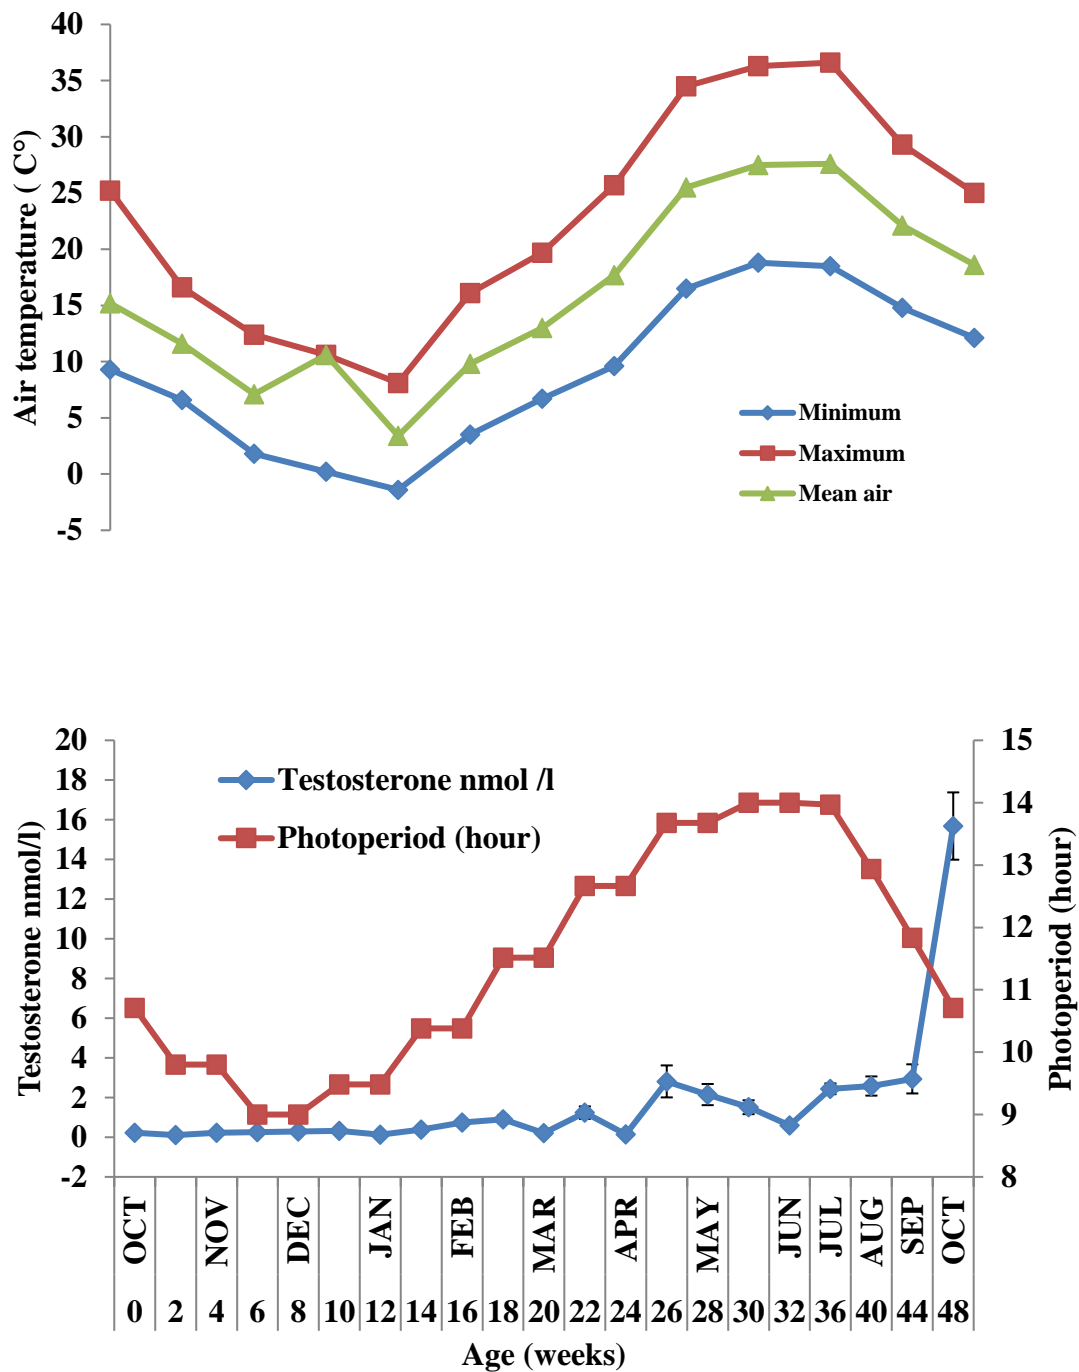 40
35
30
25
20
15
10
5
0
-5
Air temperature ( C°)
Minimum
Maximum
Mean air
20
18
16
14
12
10
8
6
4
2
0
-2
Testosterone nmol/l)
Testosterone nmol /l
Photoperiod (hour)
15
14
13
12
11
10
9
8
Photoperiod (hour)
OCT NOV DEC JAN FEB MAR APR MAY JUN JUL AUG SEP OCT
0 2 4 6 8 10 12 14 16 18 20 22 24 26 28 30 32 36 40 44 48
Age (weeks)